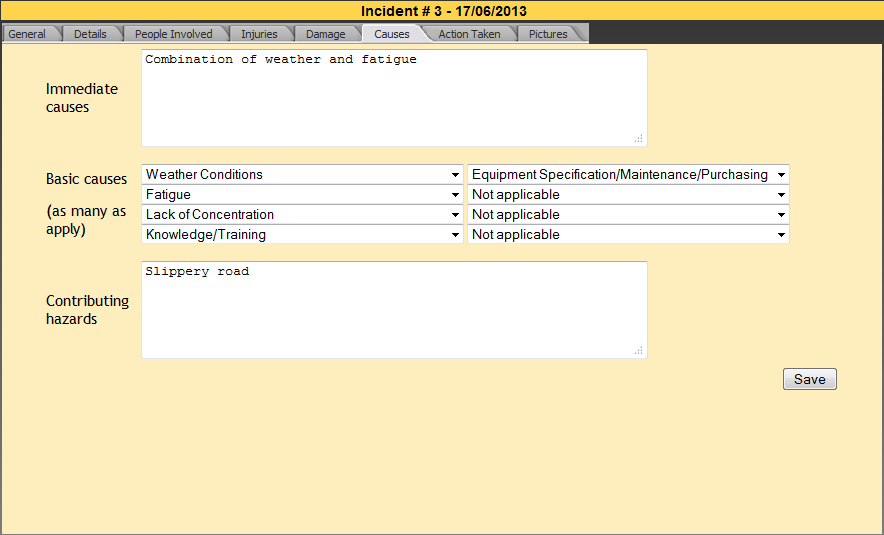 Incident # 3 - 17/06/2013
General Details People Involved Injuries Damage Causes Action Taken Pictures
Immediate
causes
Combination of weather and fatigue
Basic causes
(as many as
apply)
Weather Conditions Equipment Specification/Maintenance/Purchasing
Fatigue Not applicable
Lack of Concentration Not applicable
Knowledge/Training Not applicable
Contributing
hazards
Slippery road
Save